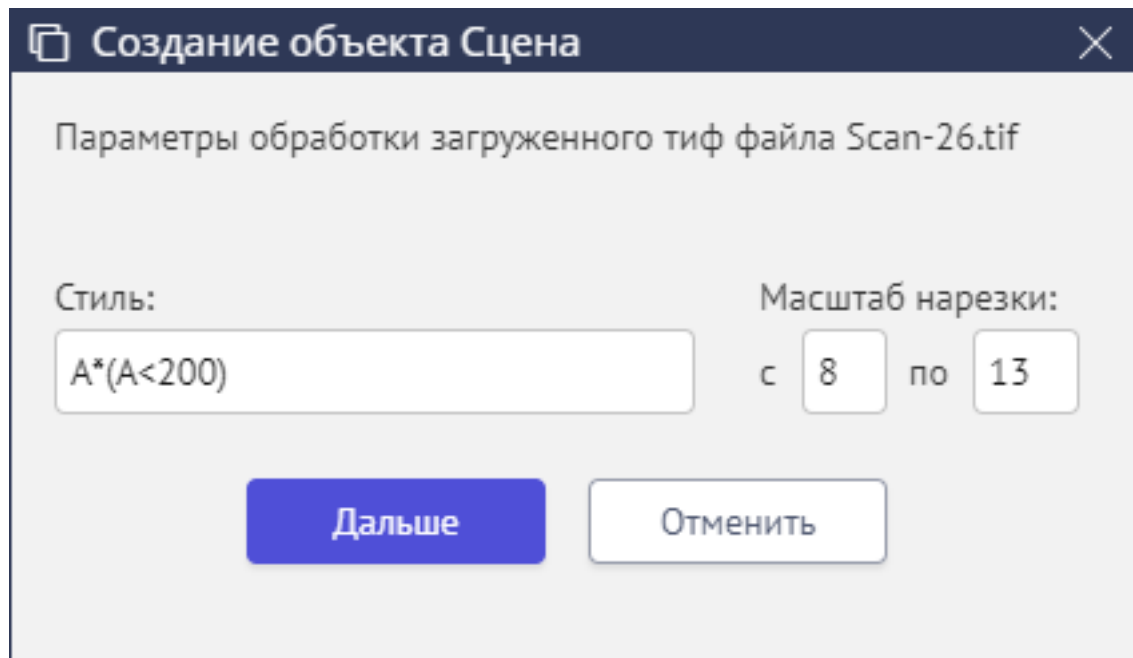 Создание объекта Сцена
Параметры обработки загруженного тиф файла Scan-26.tif
Стиль: Масштаб нарезки:
A*(A<200) с 8 по 13
Дальше Отменить